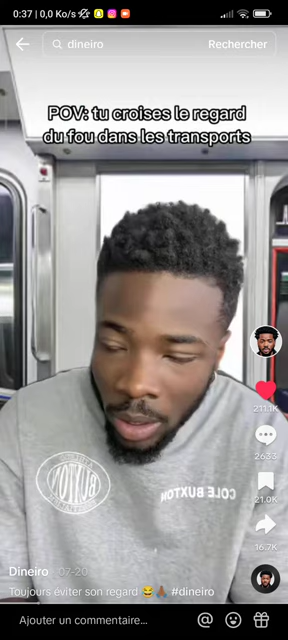 0:37 | 0,0 Ko/s
dineiro
Rechercher
POV: tu croises le regard
du fou dans les transports
BUXTON
COLE BUXTON
211.1K
2633
21.0K
16.7K
Dineiro · 07-20
Toujours éviter son regard 😂🙏🏾 #dineiro
Ajouter un commentaire...